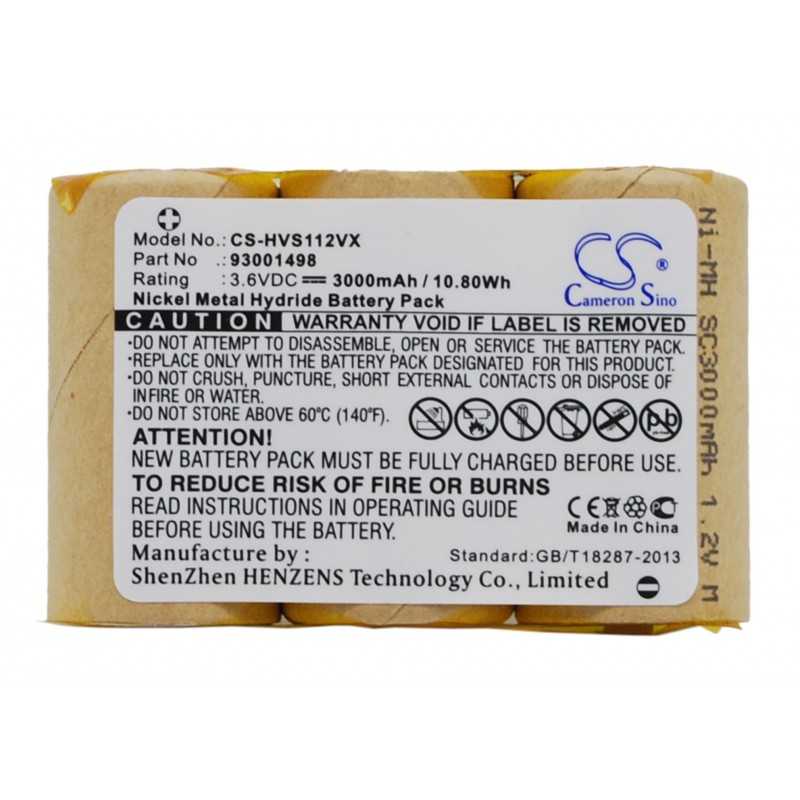 Model No.: CS-HVS112VX
Part No :93001498
Rating :3.6VDC ⎓ 3000mAh / 10.80Wh
Nickel Metal Hydride Battery Pack
CS ®
Cameron Sino
CAUTION WARRANTY VOID IF LABEL IS REMOVED
•DO NOT ATTEMPT TO DISASSEMBLE, OPEN OR SERVICE THE BATTERY PACK.
•REPLACE ONLY WITH THE BATTERY PACK DESIGNATED FOR YOUR PRODUCT.
•DO NOT CRUSH, PUNCTURE, SHORT EXTERNAL CONTACTS OR DISPOSE OF
INFIRE OR WATER.
•DO NOT STORE ABOVE 60°C (140°F).
Pb
ATTENTION!
NEW BATTERY PACK MUST BE FULLY CHARGED BEFORE INITIAL USE
TO REDUCE RISK OF FIRE OR BURNS
READ INSTRUCTIONS IN OPERATING GUIDE
BEFORE USING THE BATTERY.
CE
Made In China
Manufacture by :
Standard:GB/T18287-2013
ShenZhen HENZENS Technology Co., Limited
Ni-MH SC3000mAh 1.2V M